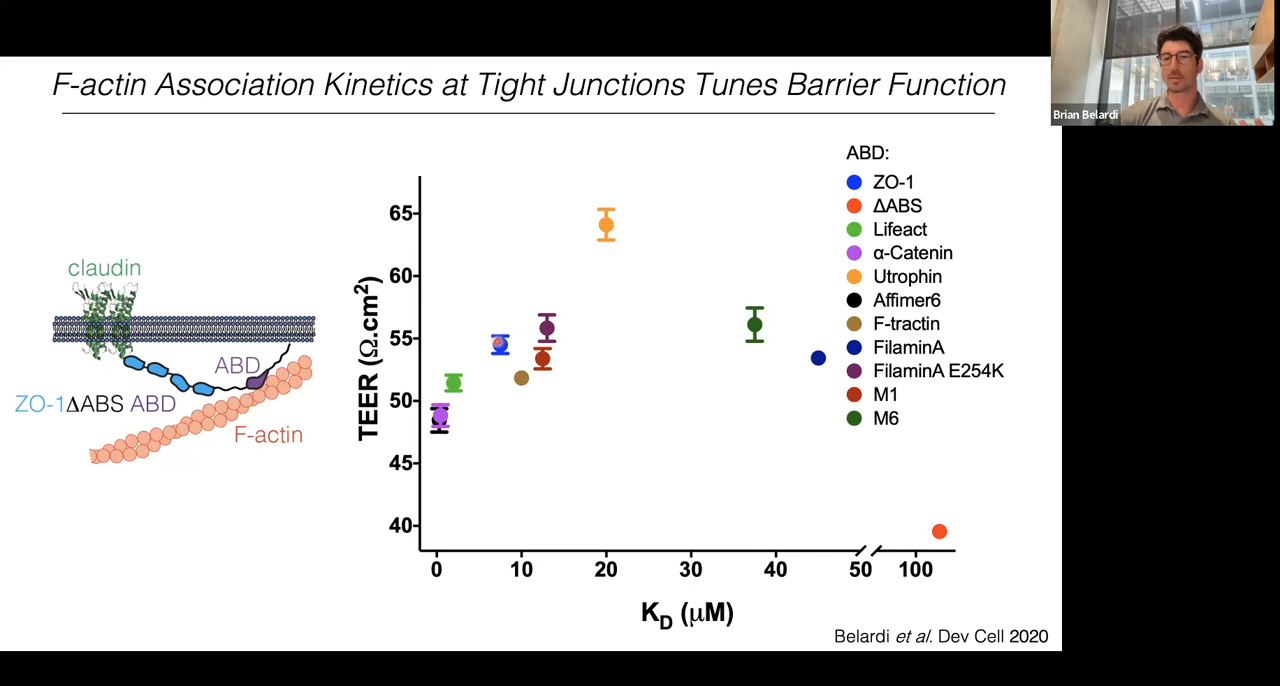 F-actin Association Kinetics at Tight Junctions Tunes Barrier Function
Brian Belardi
claudin
ABD
ZO-1ΔABS ABD
F-actin
TEER (Ω.cm2)
65
60
55
50
45
40
0 10 20 30 40 50 100
KD (μM)
ABD:
ZO-1
ΔABS
Lifeact
α-Catenin
Utrophin
Affimer6
F-tractin
FilaminA
FilaminA E254K
M1
M6
Belardi et al. Dev Cell 2020